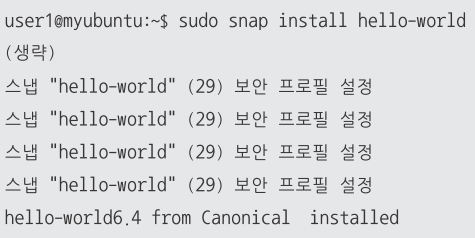 user1@myubuntu:~$ sudo snap install hello-world
(생략)
스냅 "hello-world" (29) 보안 프로필 설정
스냅 "hello-world" (29) 보안 프로필 설정
스냅 "hello-world" (29) 보안 프로필 설정
스냅 "hello-world" (29) 보안 프로필 설정
hello-world6.4 from Canonical  installed